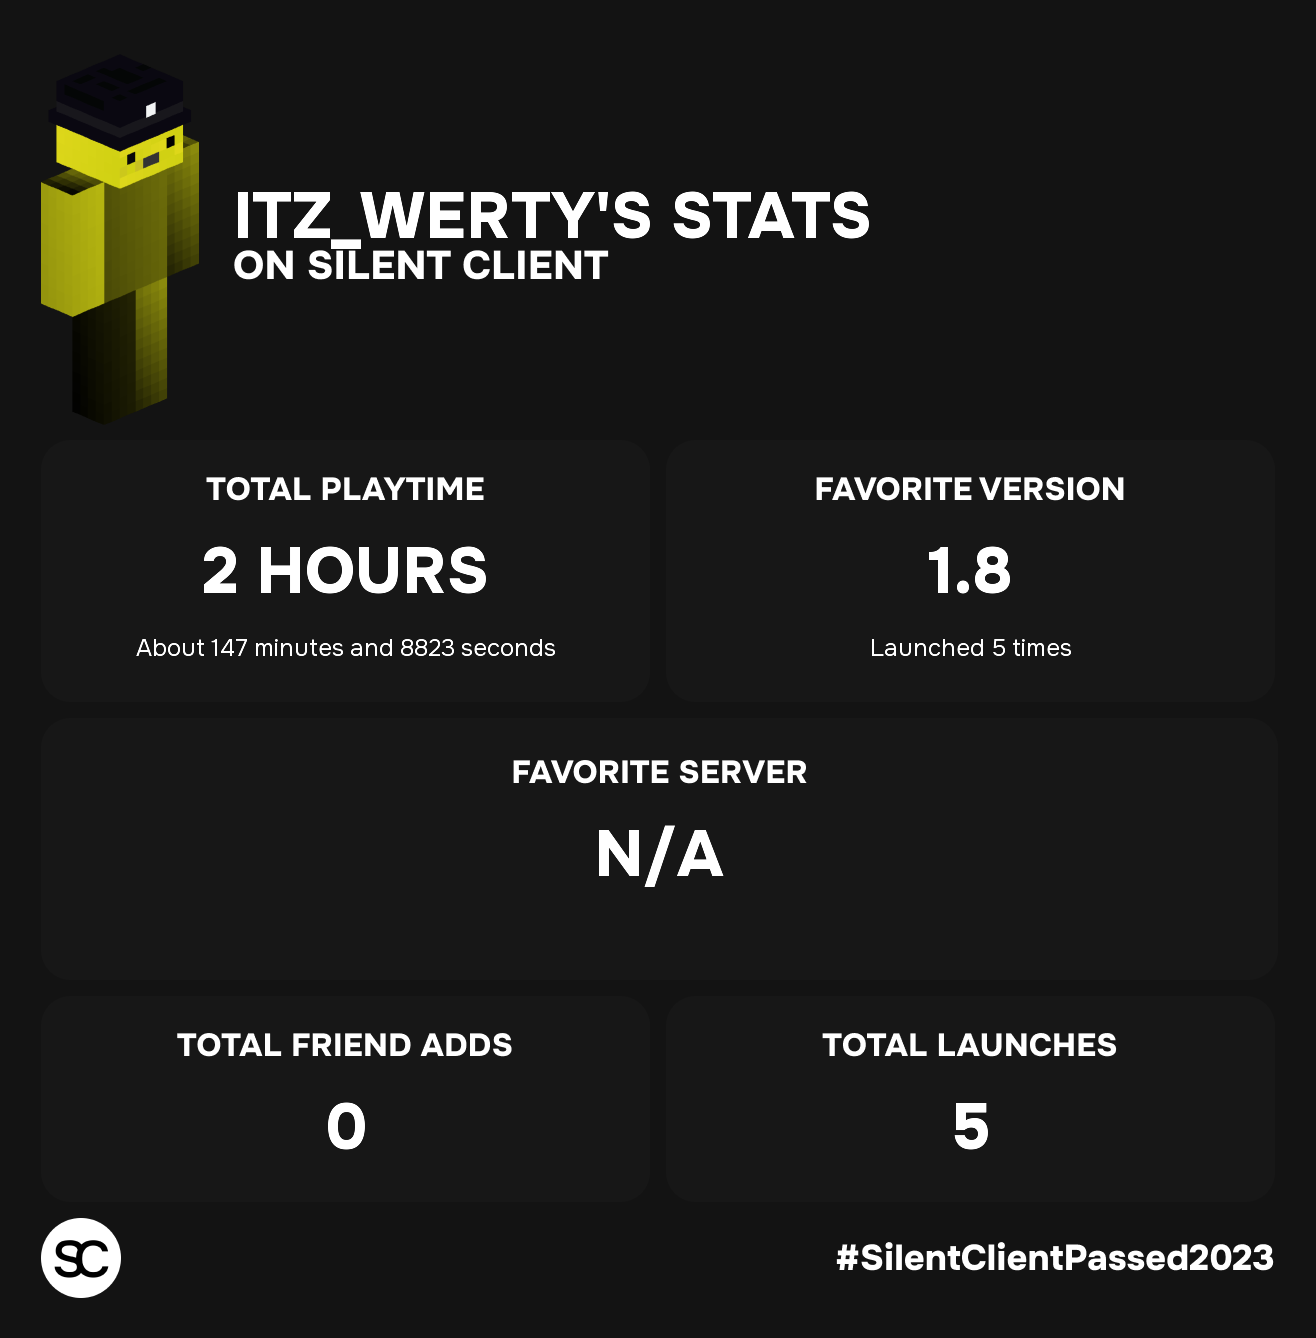 ITZ_WERTY'S STATS
ON SILENT CLIENT
TOTAL PLAYTIME
2 HOURS
About 147 minutes and 8823 seconds
FAVORITE VERSION
1.8
Launched 5 times
FAVORITE SERVER
N/A
TOTAL FRIEND ADDS
0
TOTAL LAUNCHES
5
SC
#SilentClientPassed2023